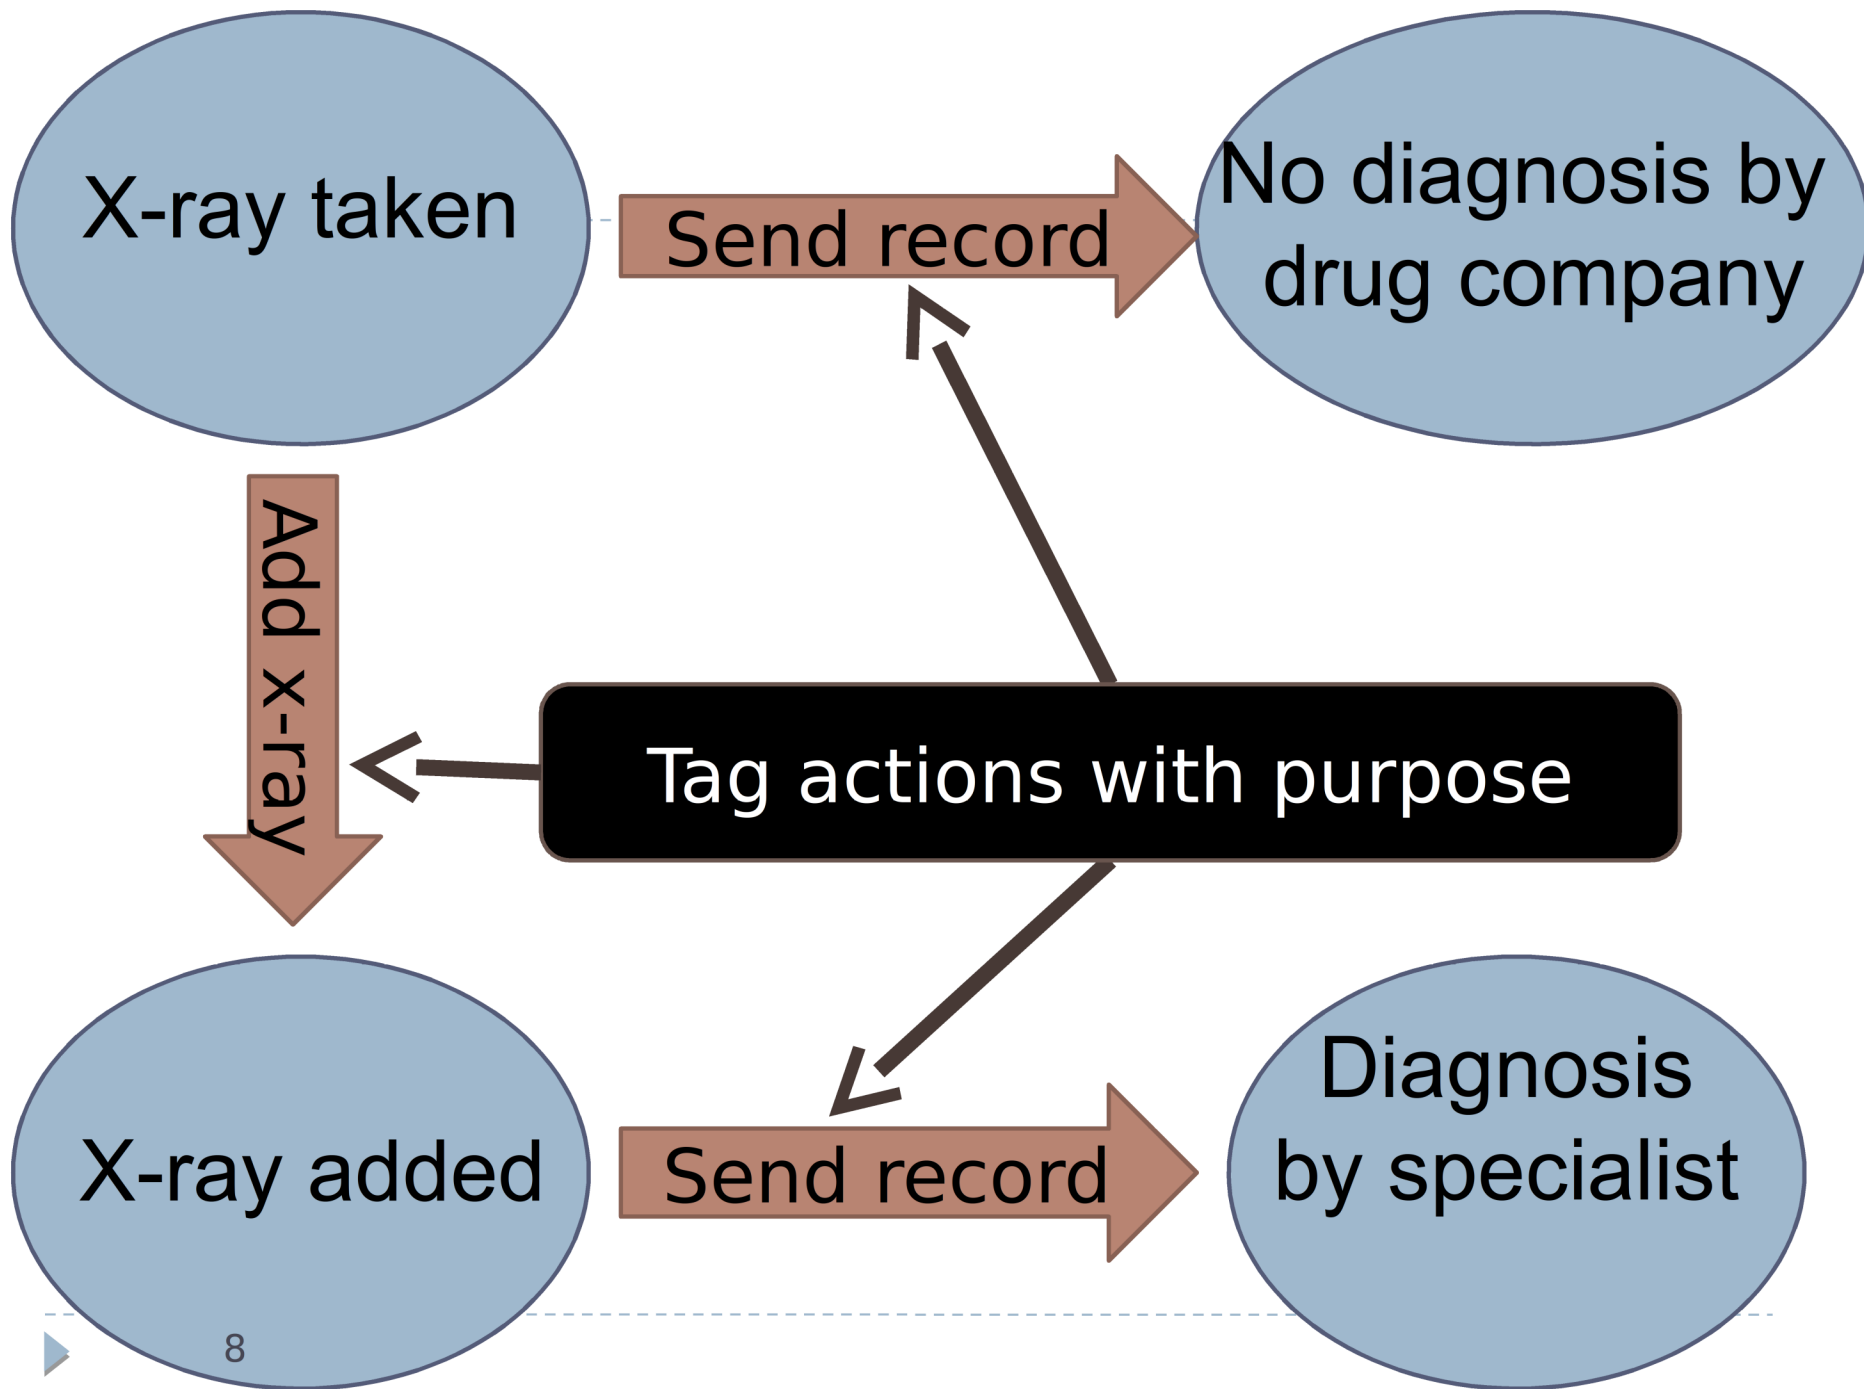 X-ray taken
Send record
No diagnosis by
drug company
Add x-ray
Tag actions with purpose
X-ray added
Send record
Diagnosis
by specialist
8